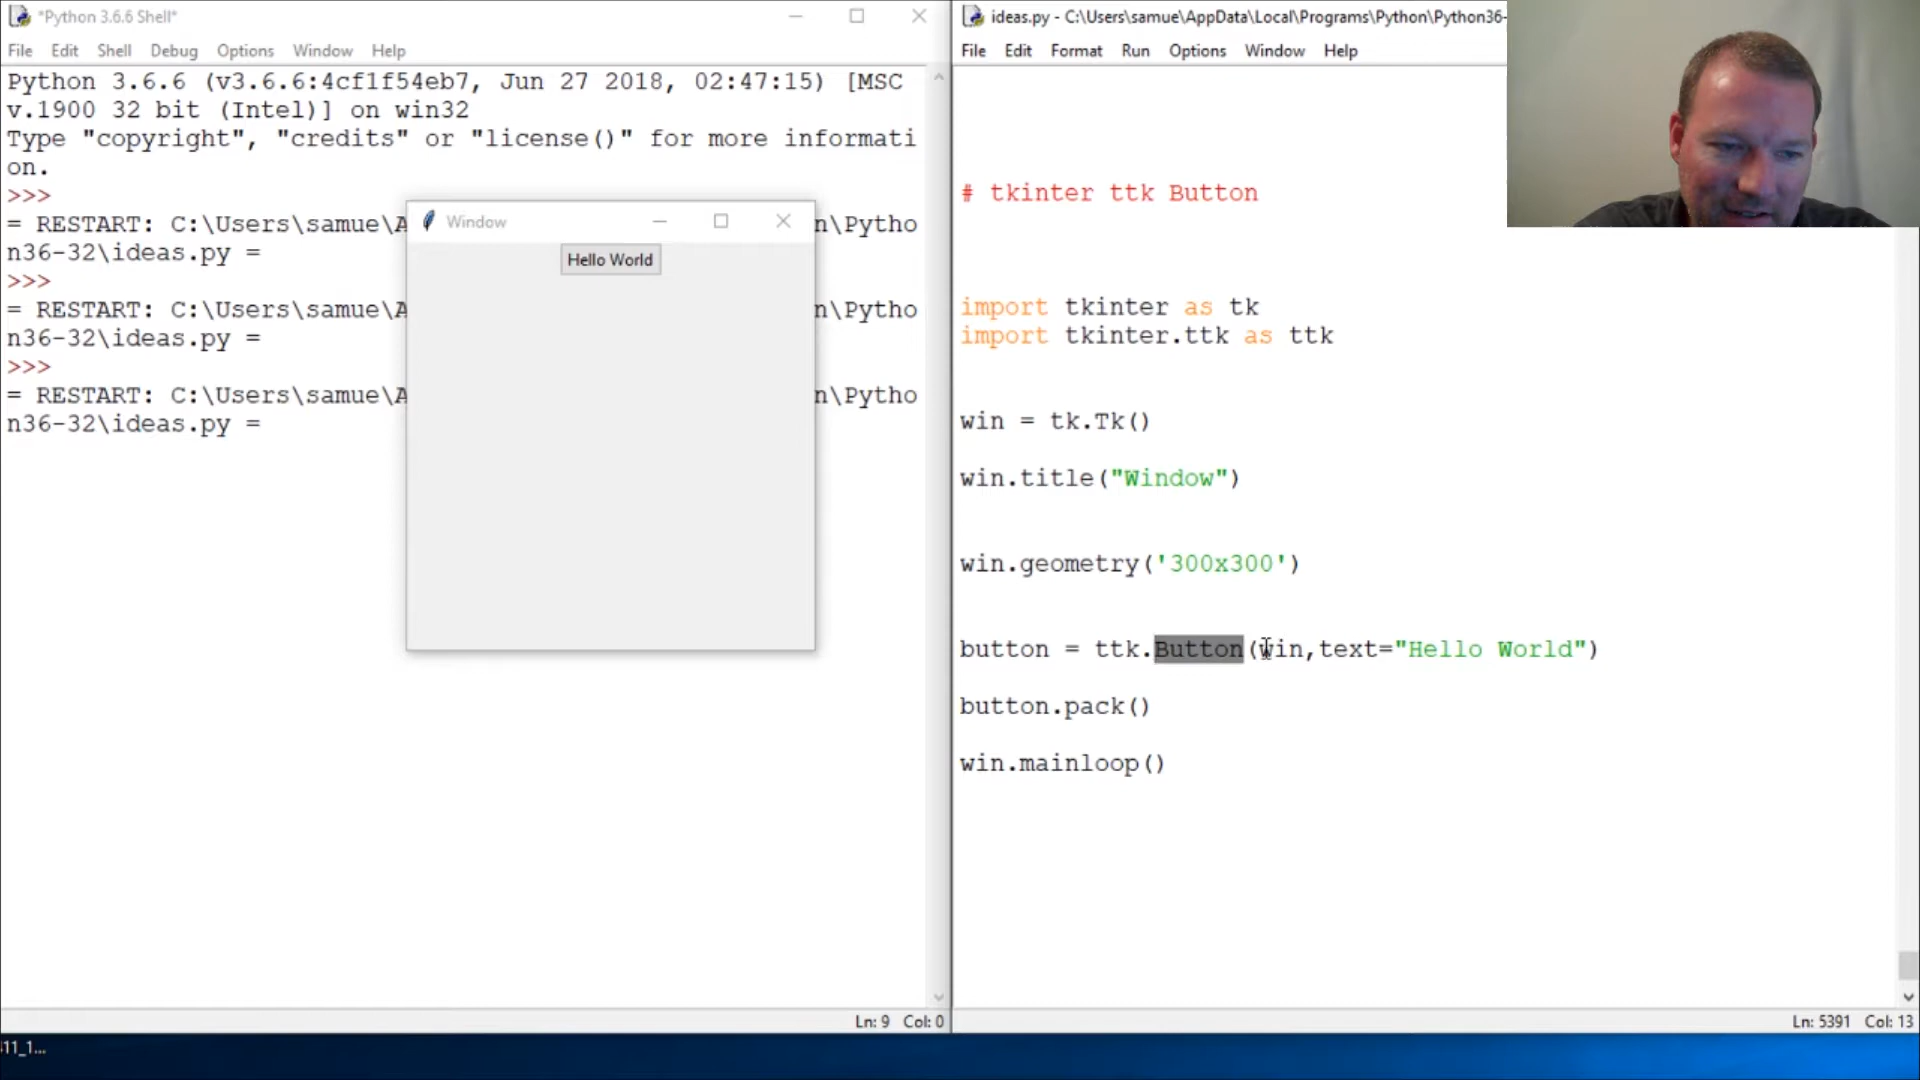 *Python 3.6.6 Shell*
File Edit Shell Debug Options Window Help
Python 3.6.6 (v3.6.6:4cf1f54eb7, Jun 27 2018, 02:47:15) [MSC
v.1900 32 bit (Intel)] on win32
Type "copyright", "credits" or "license()" for more informati
on.
>>>
= RESTART: C:\Users\samue\A n\Pytho
n36-32\ideas.py =
>>>
= RESTART: C:\Users\samue\A n\Pytho
n36-32\ideas.py =
>>>
= RESTART: C:\Users\samue\A n\Pytho
n36-32\ideas.py =
Ln: 9 Col: 0
Window
Hello World
ideas.py - C:\Users\samue\AppData\Local\Programs\Python\Python36-
File Edit Format Run Options Window Help
# tkinter ttk Button
import tkinter as tk
import tkinter.ttk as ttk
win = tk.Tk()
win.title("Window")
win.geometry('300x300')
button = ttk.Button(win,text="Hello World")
button.pack()
win.mainloop()
Ln: 5391 Col: 13
11_1...